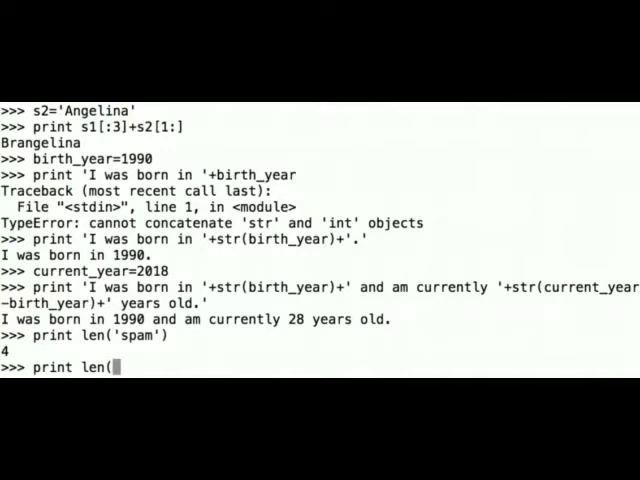 >>> s2='Angelina'
>>> print s1[:3]+s2[1:]
Brangelina
>>> birth_year=1990
>>> print 'I was born in '+birth_year
Traceback (most recent call last):
  File "<stdin>", line 1, in <module>
TypeError: cannot concatenate 'str' and 'int' objects
>>> print 'I was born in '+str(birth_year)+'.'
I was born in 1990.
>>> current_year=2018
>>> print 'I was born in '+str(birth_year)+' and am currently '+str(current_year
-birth_year)+' years old.'
I was born in 1990 and am currently 28 years old.
>>> print len('spam')
4
>>> print len(